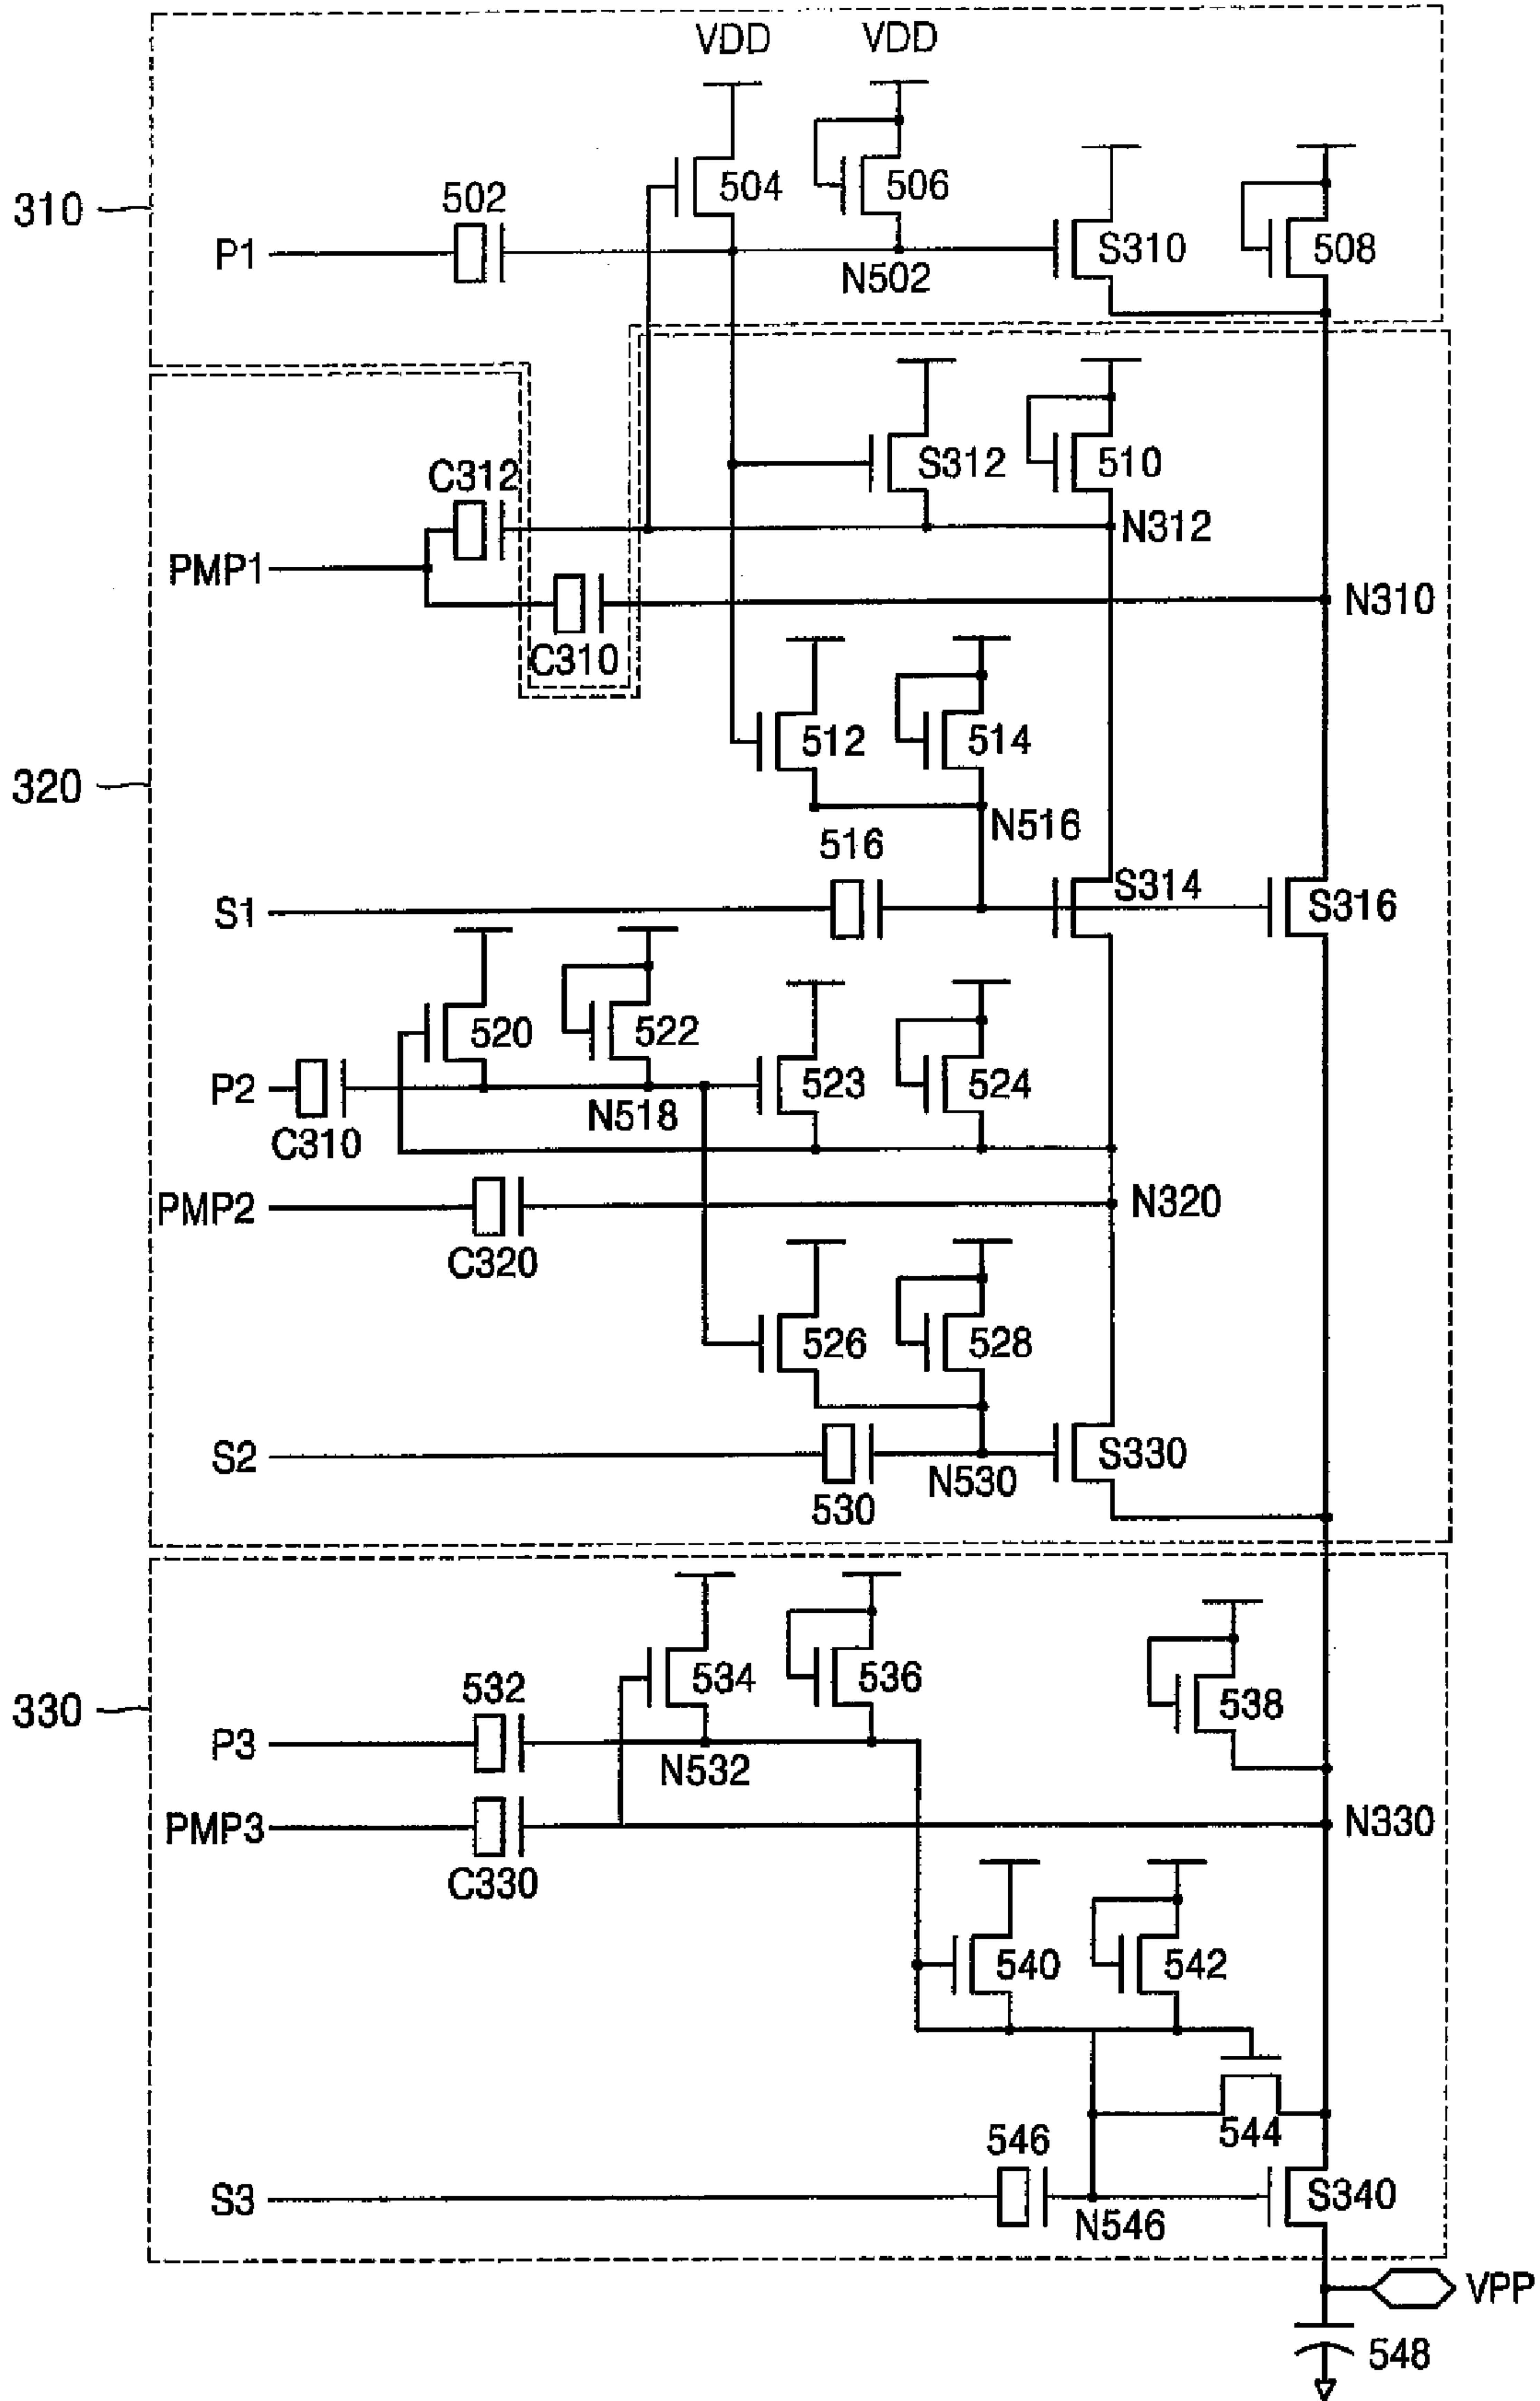 VDD VDD
310
502
504
506
P1
N502
S310
508
C312
S312
510
N312
PMP1
N310
C310
512
514
320
516
N516
S1
S314
S316
520
522
523
524
P2
N518
C310
PMP2
N320
C320
526
528
S2
N530
S330
530
534
536
538
532
330
P3
N532
PMP3
N330
C330
540
542
546
544
S3
N546
S340
VPP
548